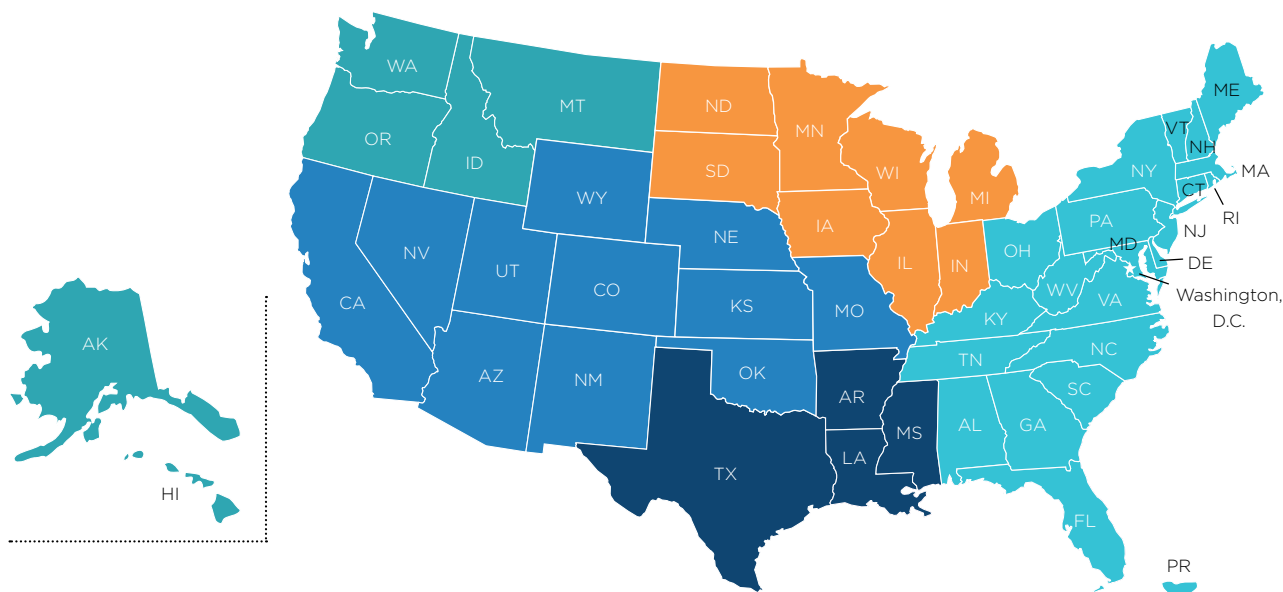 WA
MT
ND
MN
ME
OR
ID
SD
WI
MI
VT
NH
NY
MA
CT
RI
WY
NE
IA
IL
IN
OH
PA
NJ
MD
DE
NV
UT
CO
KS
MO
KY
WV
VA
Washington,
D.C.
CA
AZ
NM
OK
AR
TN
NC
SC
TX
LA
MS
AL
GA
FL
AK
HI
PR